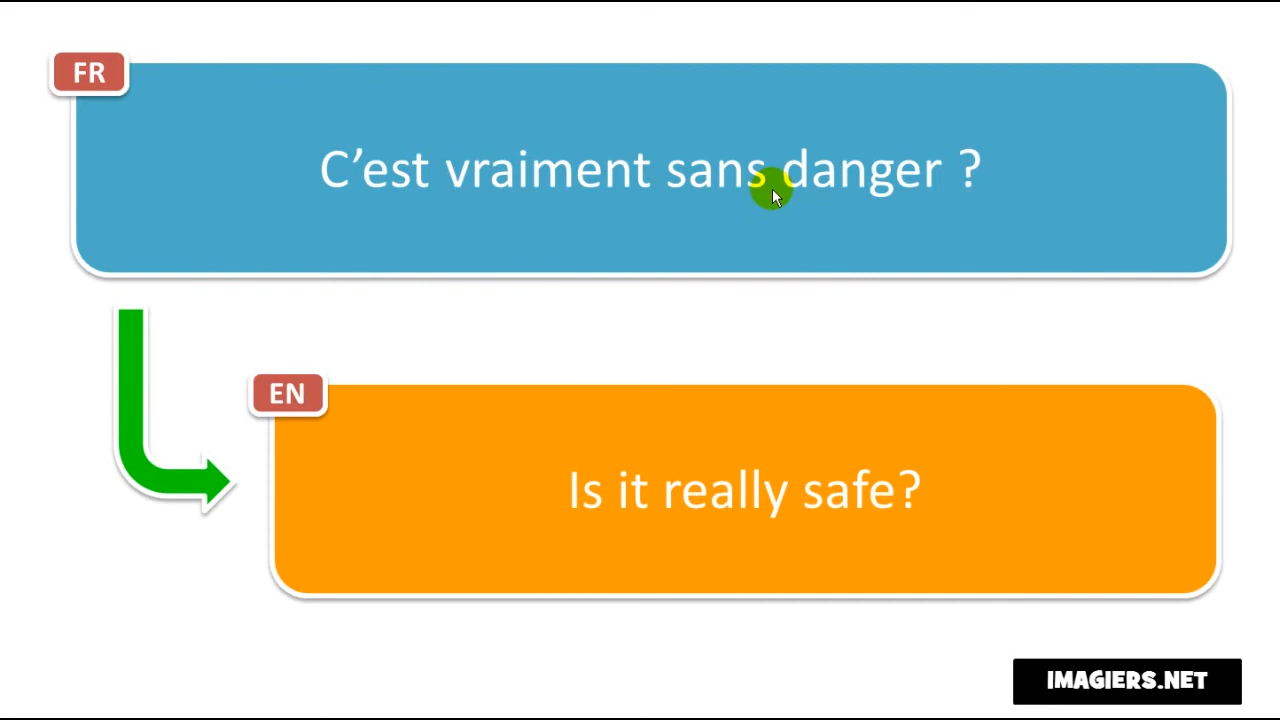 FR
C’est vraiment sans danger ?
EN
Is it really safe?
IMAGIERS.NET